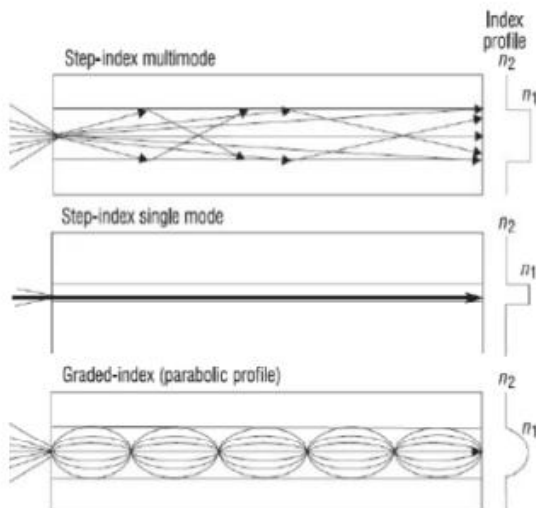 Index
profile
Step-index multimode
n2
n1
Step-index single mode
n2
n1
Graded-index (parabolic profile)
n2
n1